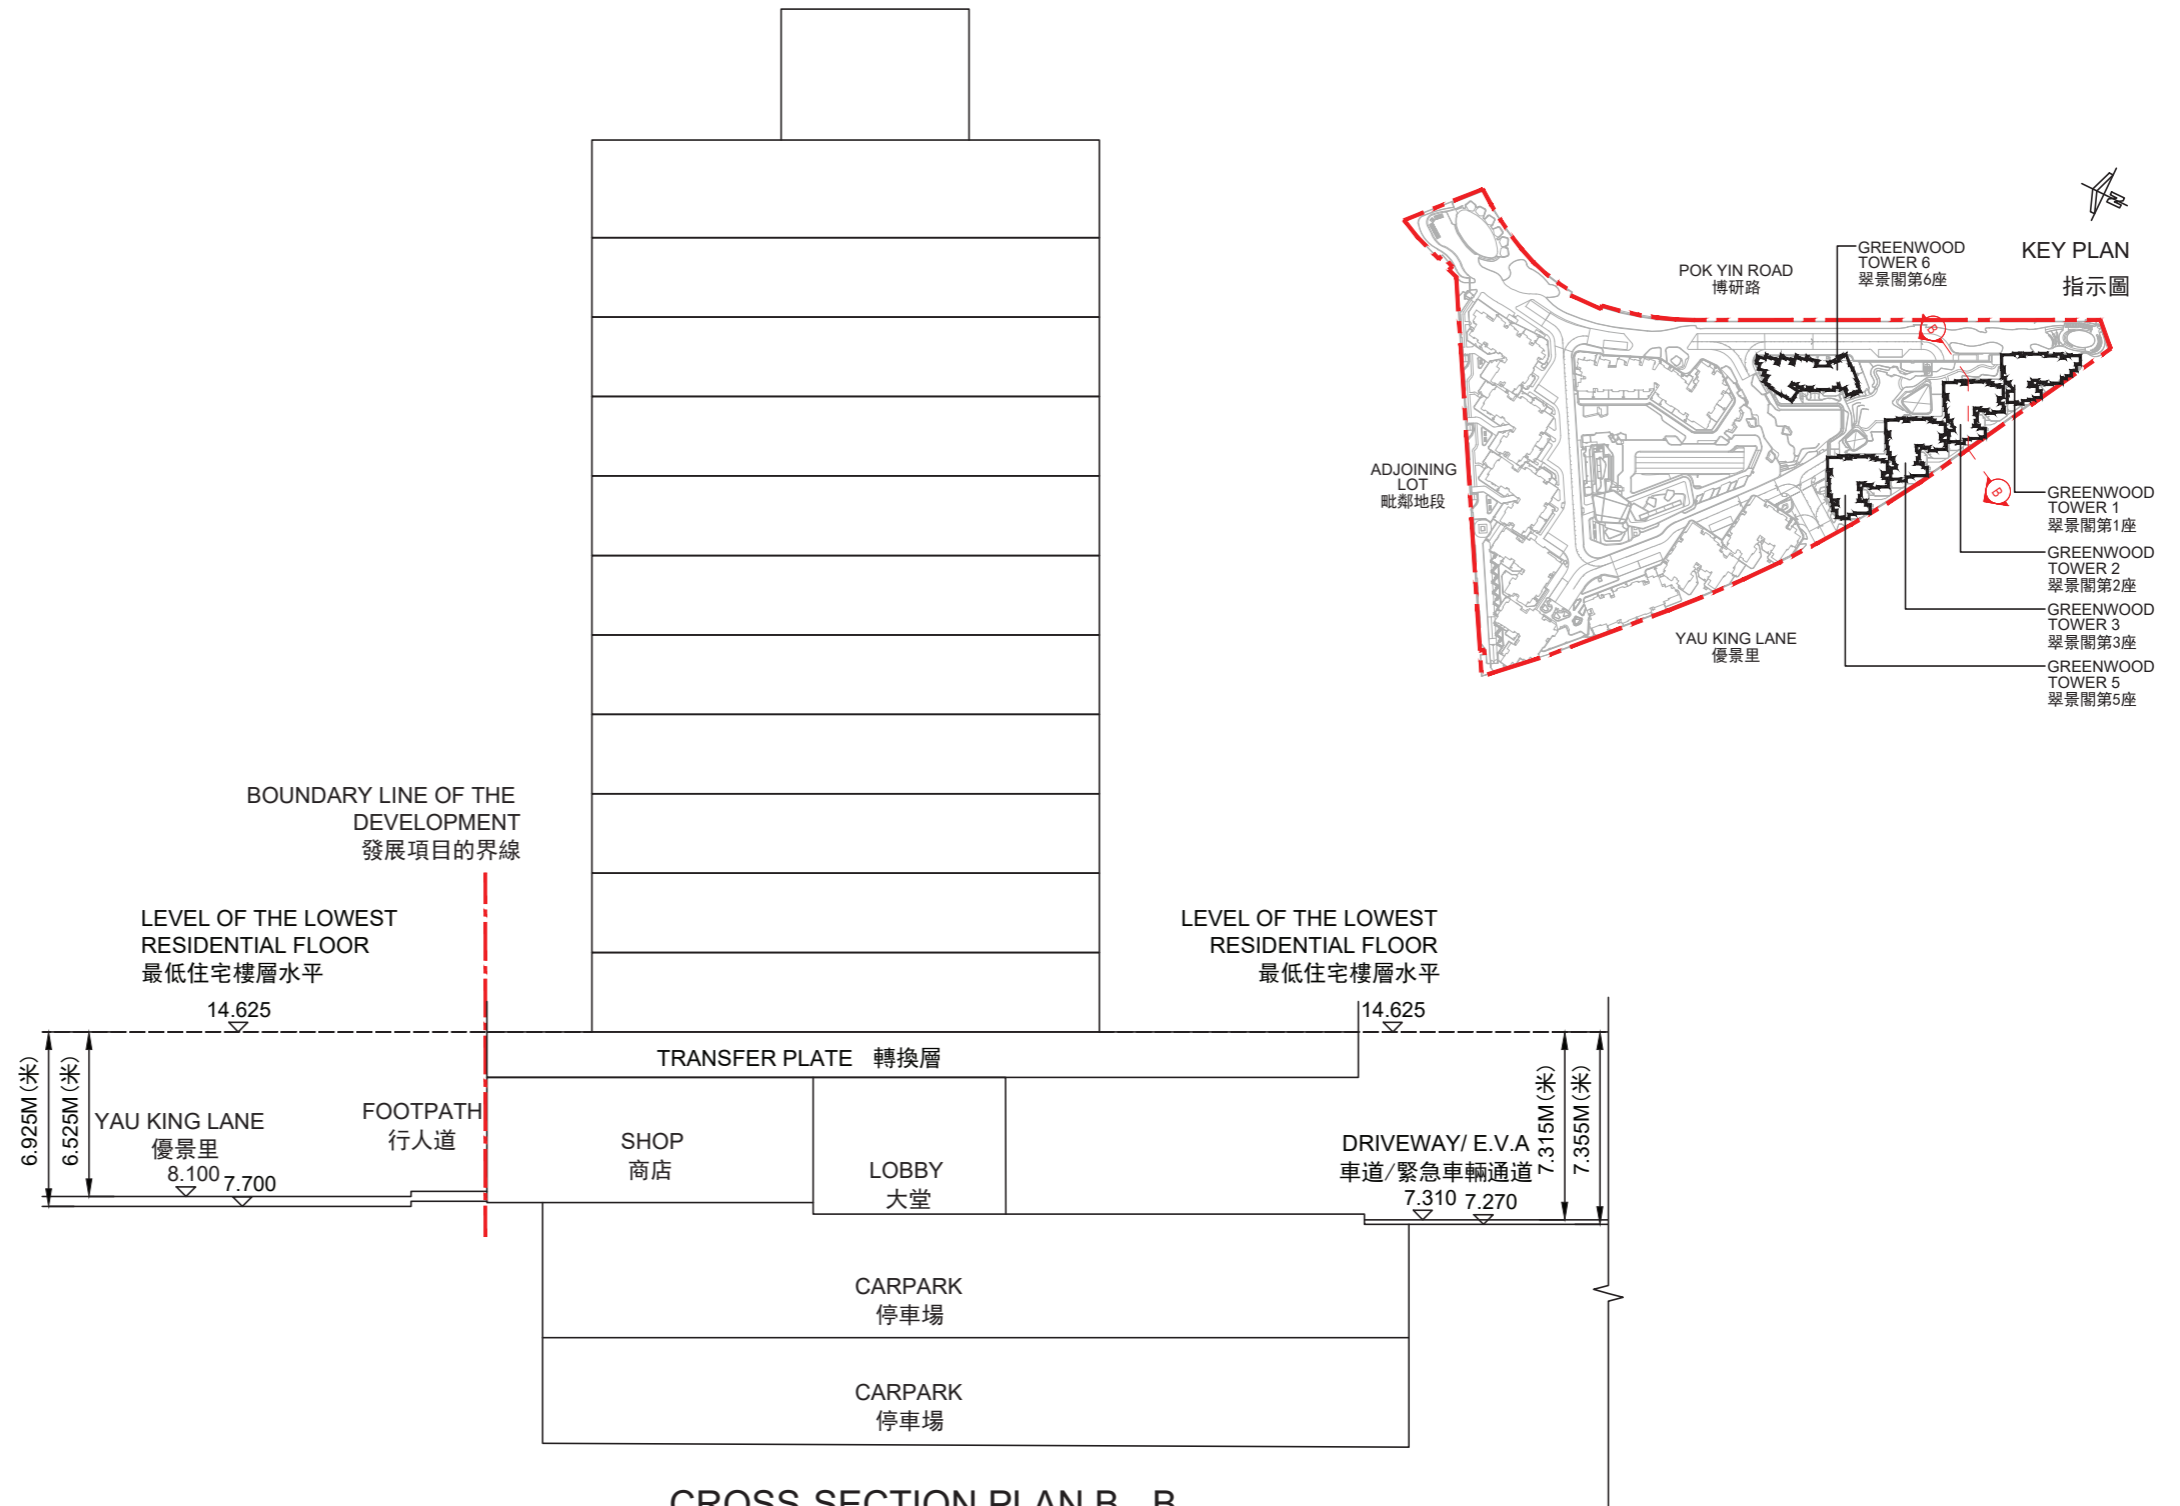 KEY PLAN
指示圖
GREENWOOD
TOWER 6
翠景閣第6座
POK YIN ROAD
博研路
B
ADJOINING
LOT
毗鄰地段
B
GREENWOOD
TOWER 1
翠景閣第1座
GREENWOOD
TOWER 2
翠景閣第2座
GREENWOOD
TOWER 3
翠景閣第3座
GREENWOOD
TOWER 5
翠景閣第5座
YAU KING LANE
優景里
BOUNDARY LINE OF THE
DEVELOPMENT
發展項目的界線
LEVEL OF THE LOWEST
RESIDENTIAL FLOOR
最低住宅樓層水平
14.625
LEVEL OF THE LOWEST
RESIDENTIAL FLOOR
最低住宅樓層水平
14.625
TRANSFER PLATE 轉換層
6.925M(米)
6.525M(米)
YAU KING LANE
優景里
8.100
7.700
FOOTPATH
行人道
SHOP
商店
LOBBY
大堂
DRIVEWAY/ E.V.A
車道/緊急車輛通道
7.310
7.270
7.315M(米)
7.355M(米)
CARPARK
停車場
CARPARK
停車場
CROSS SECTION PLAN B - B